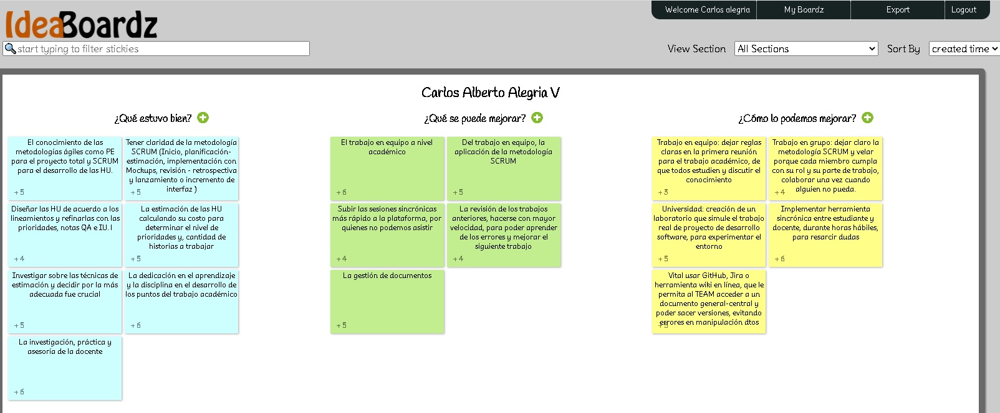 IdeaBoardz
Welcome Carlos alegria
My Boardz
Export
Logout
start typing to filter stickies
View Section
All Sections
Sort By
created time
Carlos Alberto Alegria V
¿Qué estuvo bien?
El conocimiento de las
metodologías ágiles como PE
para el proyecto total y SCRUM
para el desarrollo de las HU.
+5
Tener claridad de la metodología
SCRUM (Inicio, planificación-
estimación, implementación con
Mockups, revisión - retrospectiva
y lanzamiento o incremento de
interfaz )
+5
Diseñar las HU de acuerdo a los
lineamientos y refinarlas con las
prioridades, notas QA e IU. l
+4
La estimación de las HU
calculando su costo para
determinar el nivel de
prioridades y, cantidad de
historias a trabajar
+5
Investigar sobre las técnicas de
estimación y decidir por la más
adecuada fue crucial
+5
La dedicación en el aprendizaje
y la disciplina en el desarrollo de
los puntos del trabajo académico
+6
La investigación, práctica y
asesoría de la docente
+6
¿Qué se puede mejorar?
El trabajo en equipo a nivel
académico
+6
Del trabajo en equipo, la
aplicación de la metodología
SCRUM
+5
Subir las sesiones sincrónicas
más rápido a la plataforma, por
quienes no podemos asistir
+4
La revisión de los trabajos
anteriores, hacerse con mayor
velocidad, para poder aprender
de los errores y mejorar el
siguiente trabajo
+4
La gestión de documentos
+5
¿Cómo lo podemos mejorar?
Trabajo en equipo: dejar reglas
claras en la primera reunión
para el trabajo académico, de
que todos estudien y discutir el
conocimiento
+3
Trabajo en grupo: dejar claro la
metodología SCRUM y velar
porque cada miembro cumpla
con su rol y su parte de trabajo,
colaborar una vez cuando
alguien no pueda.
+4
Universidad: creación de un
laboratorio que simule el trabajo
real de proyecto de desarrollo
software, para experimentar el
entorno
+5
Implementar herramienta
sincrónica entre estudiante y
docente, durante horas hábiles,
para resarcir dudas
+6
Vital usar GitHub, Jira o
herramienta wiki en línea, que le
permita al TEAM acceder a un
documento general-central y
poder sacer versiones, evitando
errores en manipulación dtos
+5